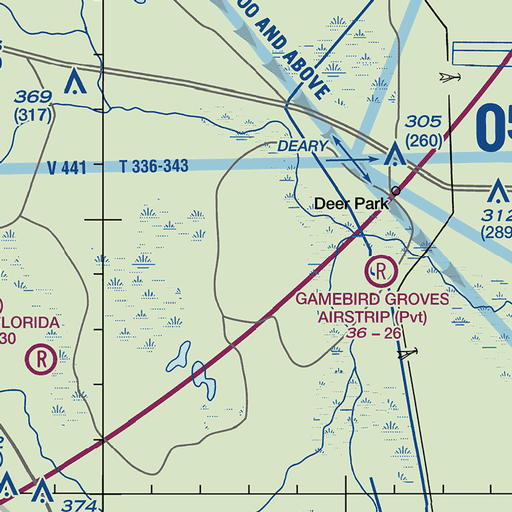 00 AND ABOVE
369
(317)
305
(260)
05
DEARY
V 441
T 336-343
Deer Park
312
(289
R
GAMEBIRD GROVES
AIRSTRIP (Pvt)
36 – 26
FLORIDA
30
R
374